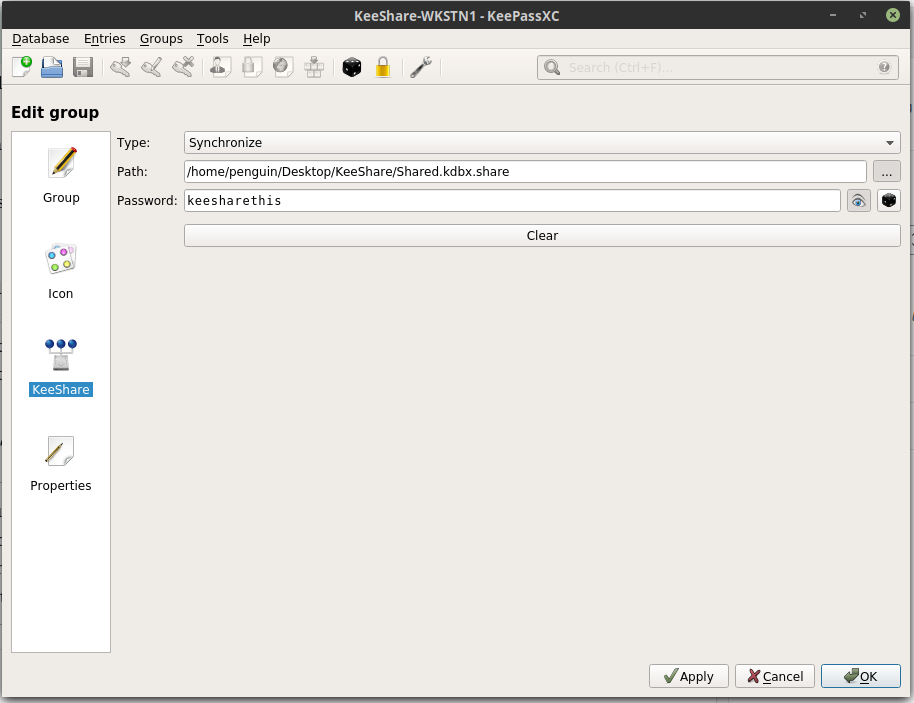 KeeShare-WKSTN1 - KeePassXC
Database Entries Groups Tools Help
Search (Ctrl+F)...
Edit group
Group
Icon
KeeShare
Properties
Type: Synchronize
Path: /home/penguin/Desktop/KeeShare/Shared.kdbx.share ...
Password: keesharethis
Clear
Apply Cancel OK